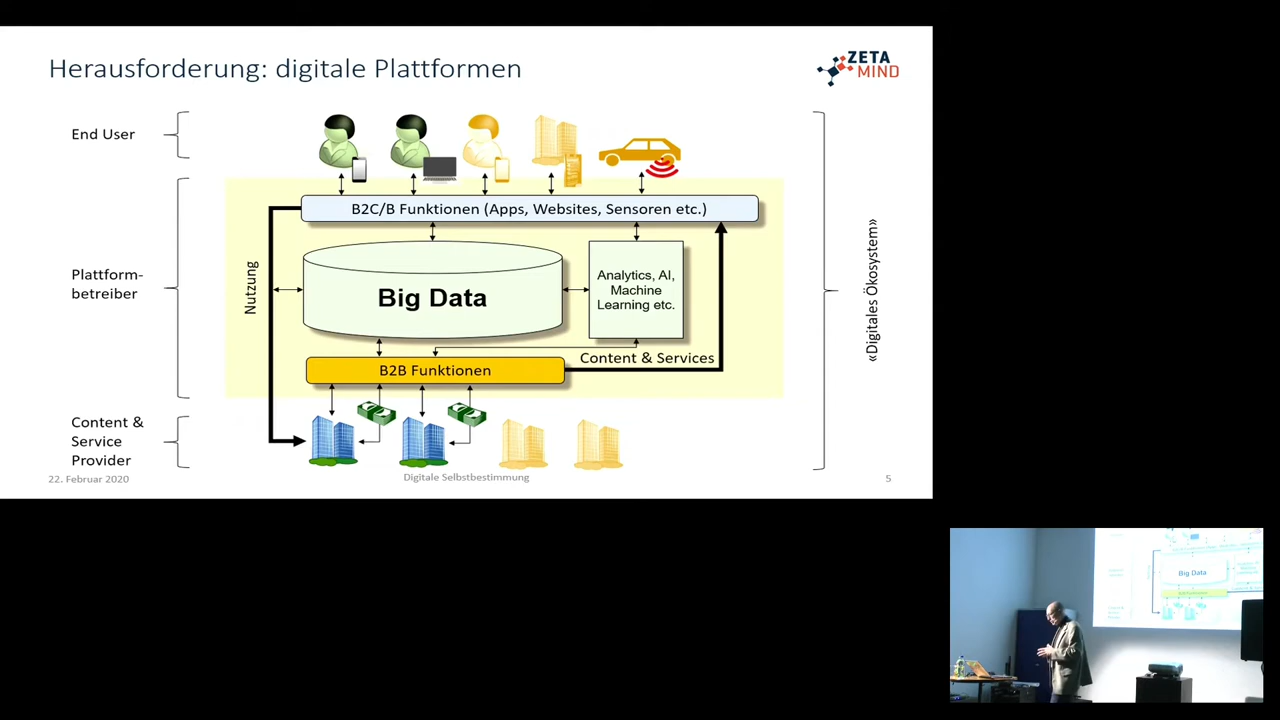 Herausforderung: digitale Plattformen
ZETA
MIND
End User
B2C/B Funktionen (Apps, Websites, Sensoren etc.)
Plattform-
betreiber
Nutzung
Big Data
Analytics, AI,
Machine
Learning etc.
«Digitales Ökosystem»
Content & Services
B2B Funktionen
Content &
Service
Provider
22. Februar 2020
Digitale Selbstbestimmung
5
Big Data